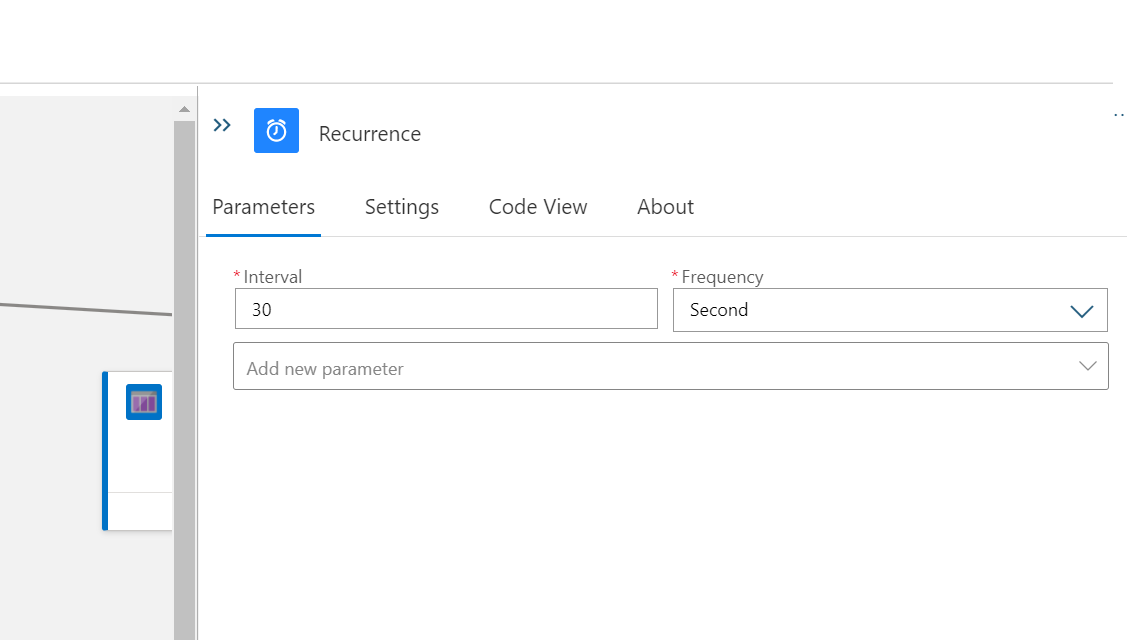 Recurrence
Parameters Settings Code View About
* Interval * Frequency
30 Second
Add new parameter